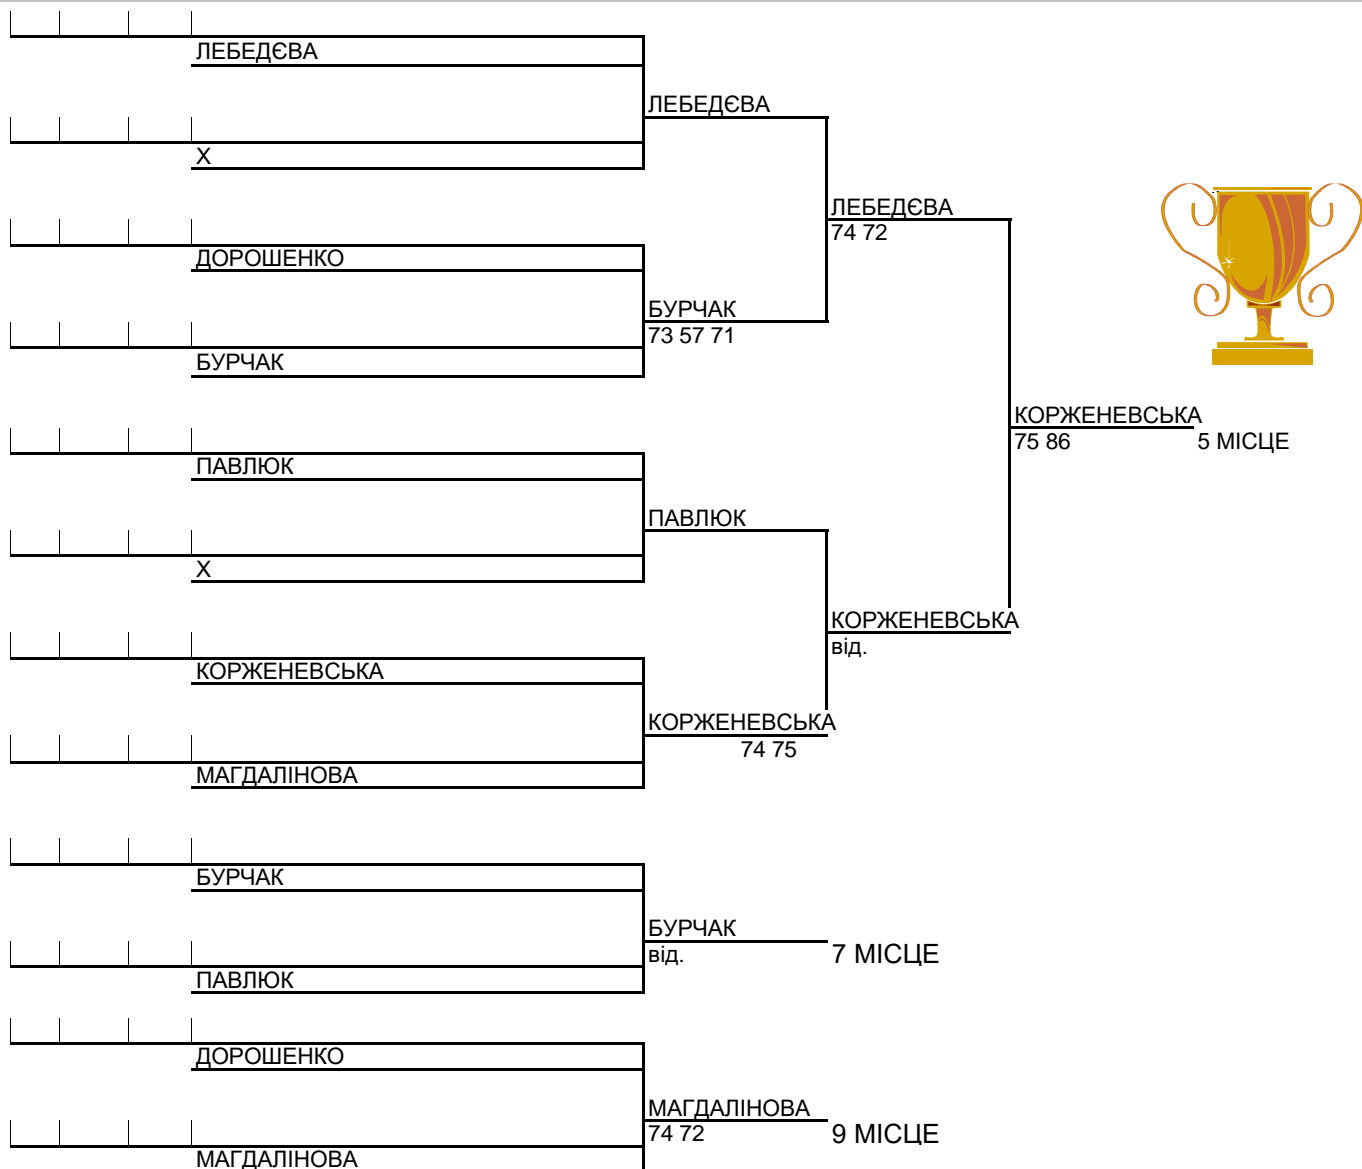 ЛЕБЕДЄВА
ЛЕБЕДЄВА
Х
ЛЕБЕДЄВА
74 72
ДОРОШЕНКО
БУРЧАК
73 57 71
БУРЧАК
КОРЖЕНЕВСЬКА
75 86 5 МІСЦЕ
ПАВЛЮК
ПАВЛЮК
Х
КОРЖЕНЕВСЬКА
від.
КОРЖЕНЕВСЬКА
КОРЖЕНЕВСЬКА
74 75
МАГДАЛІНОВА
БУРЧАК
БУРЧАК
від. 7 МІСЦЕ
ПАВЛЮК
ДОРОШЕНКО
МАГДАЛІНОВА
74 72 9 МІСЦЕ
МАГДАЛІНОВА